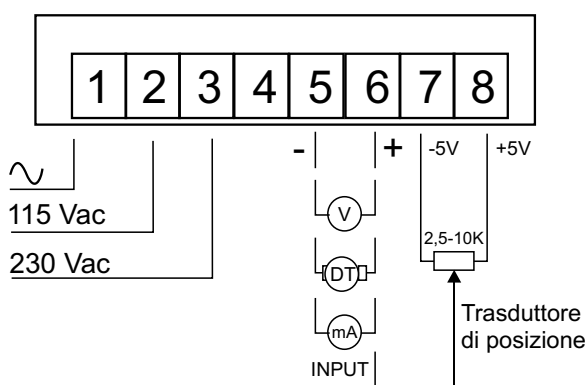 1 2 3 4 5 6 7 8
- + -5V +5V
115 Vac
V
2,5-10K
230 Vac
DT
Trasduttore
di posizione
mA
INPUT